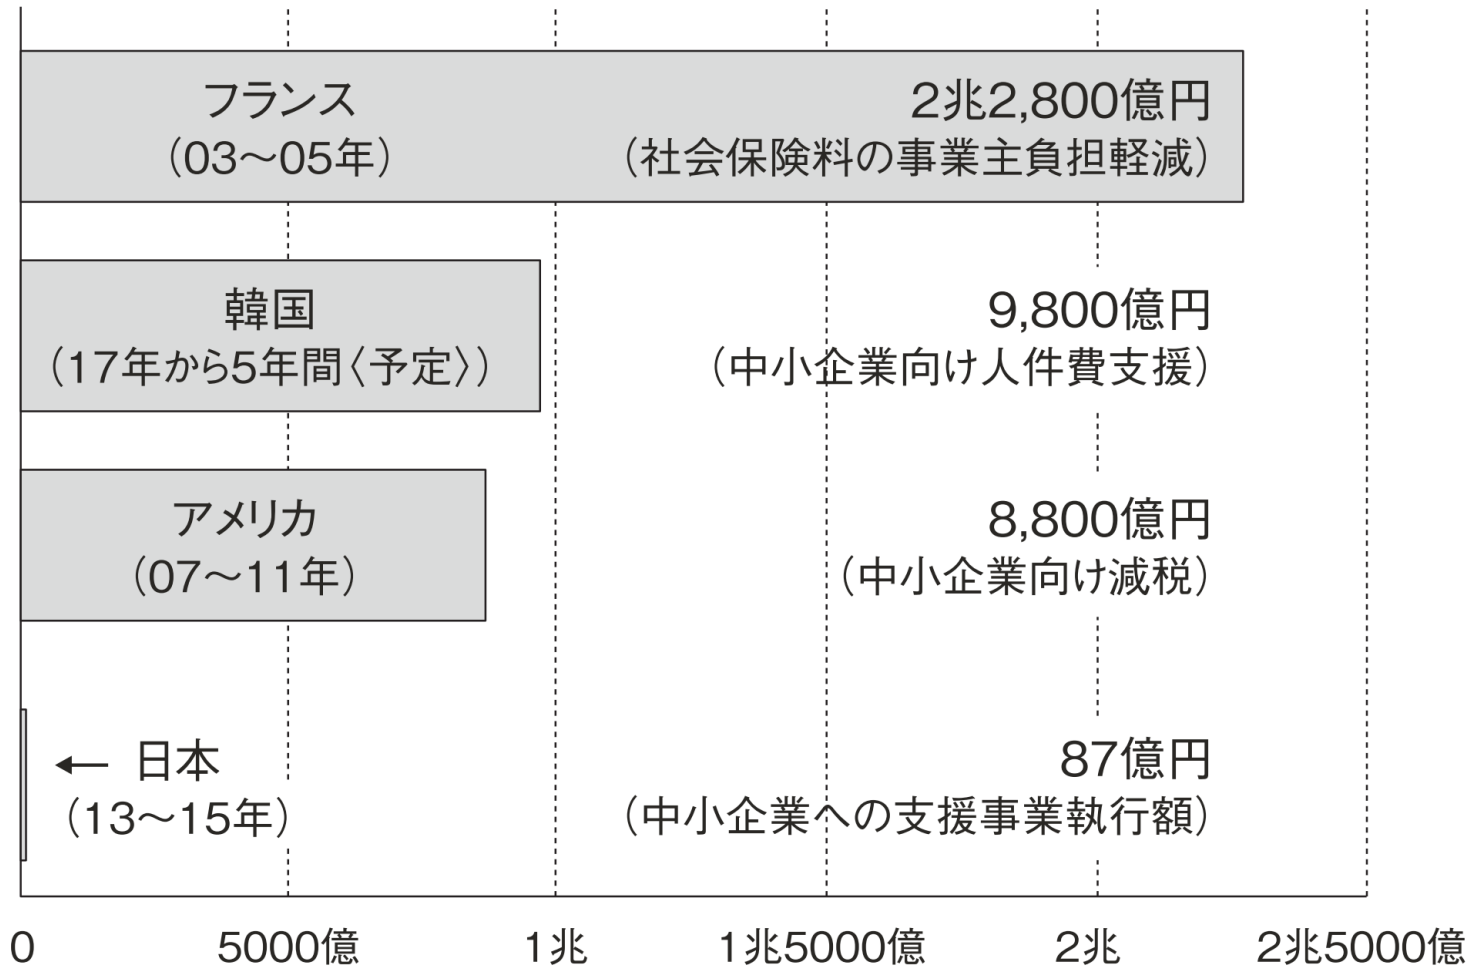 フランス
(03〜05年)
2兆2,800億円
(社会保険料の事業主負担軽減)
韓国
(17年から5年間〈予定〉)
9,800億円
(中小企業向け人件費支援)
アメリカ
(07〜11年)
8,800億円
(中小企業向け減税)
← 日本
(13〜15年)
87億円
(中小企業への支援事業執行額)
0 5000億 1兆 1兆5000億 2兆 2兆5000億